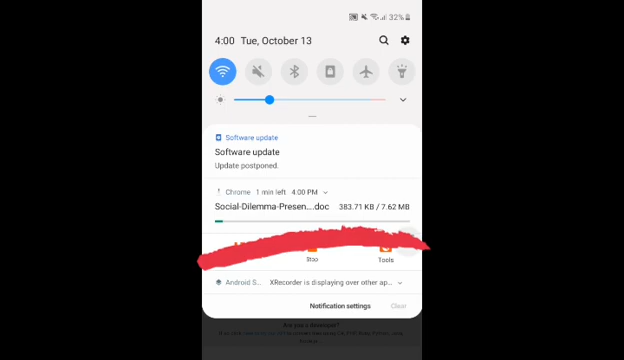 32%
4:00 Tue, October 13
Software update
Software update
Update postponed.
Chrome 1 min left 4:00 PM
Social-Dilemma-Presen....doc 383.71 KB / 7.62 MB
Stop Tools
Android S... XRecorder is displaying over other ap...
Notification settings Clear
Are you a developer?